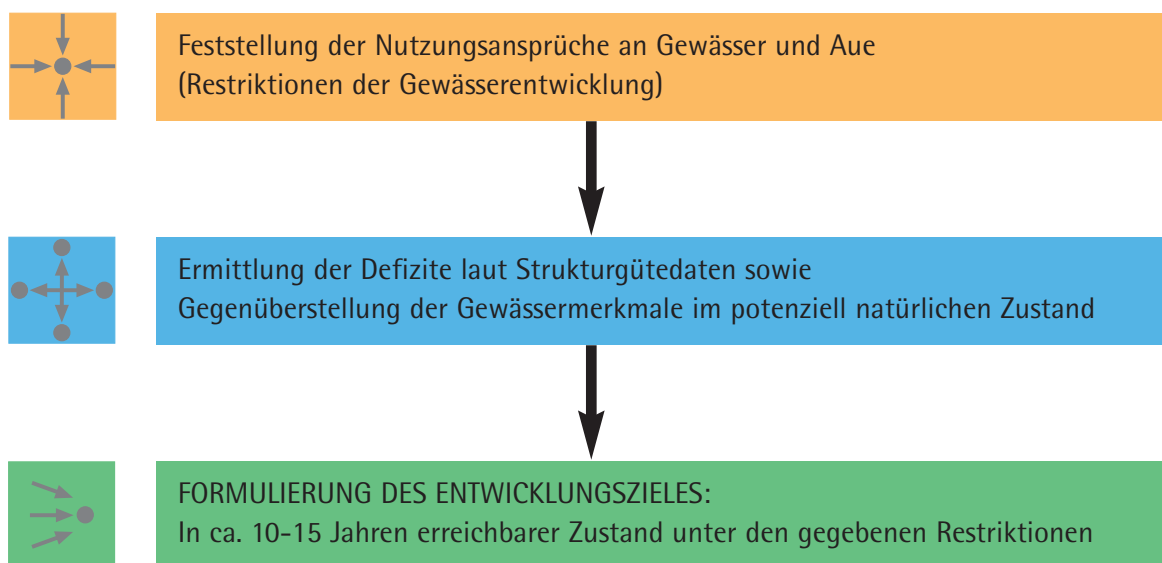 Feststellung der Nutzungsansprüche an Gewässer und Aue
(Restriktionen der Gewässerentwicklung)
Ermittlung der Defizite laut Strukturgütedaten sowie
Gegenüberstellung der Gewässermerkmale im potenziell natürlichen Zustand
FORMULIERUNG DES ENTWICKLUNGSZIELES:
In ca. 10-15 Jahren erreichbarer Zustand unter den gegebenen Restriktionen